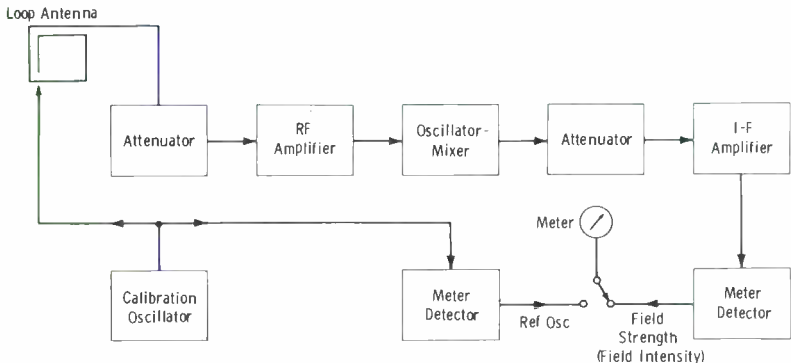 Loop Antenna
Attenuator
RF
Amplifier
Oscillator-
Mixer
Attenuator
I-F
Amplifier
Meter
Calibration
Oscillator
Meter
Detector
Ref Osc
Field
Strength
(Field Intensity)
Meter
Detector